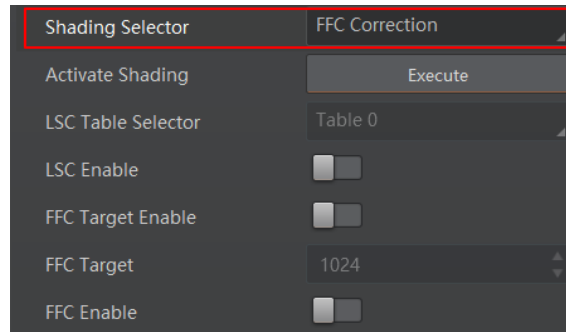 Shading Selector FFC Correction
Activate Shading Execute
LSC Table Selector Table 0
LSC Enable
FFC Target Enable
FFC Target 1024
FFC Enable